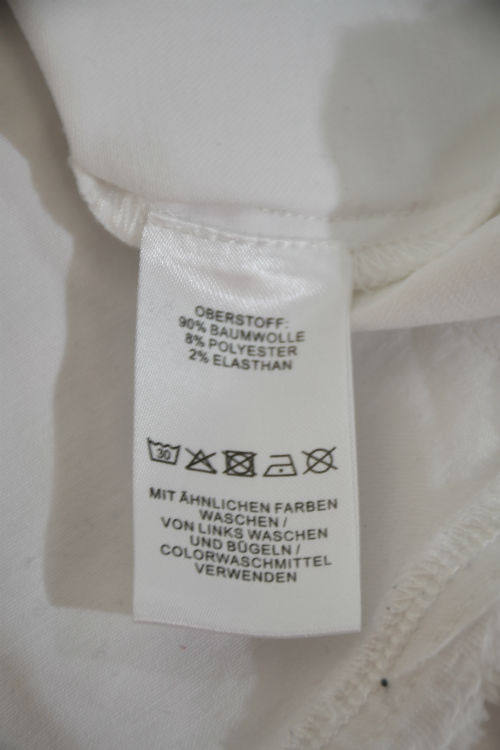 OBERSTOFF:
90% BAUMWOLLE
8% POLYESTER
2% ELASTHAN
30
MIT ÄHNLICHEN FARBEN
WASCHEN /
VON LINKS WASCHEN
UND BÜGELN /
COLORWASCHMITTEL
VERWENDEN